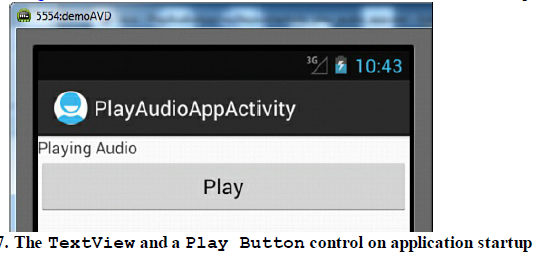 5554:demoAVD
3G 10:43
PlayAudioAppActivity
Playing Audio
Play
7. The TextView and a Play Button control on application startup